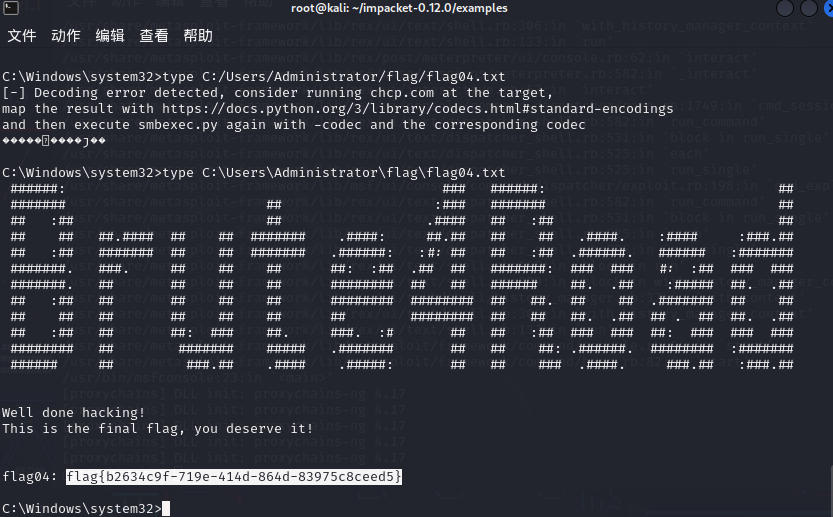 root@kali: ~/impacket-0.12.0/examples
文件 动作 编辑 查看 帮助
C:\Windows\system32>type C:/Users/Administrator/flag/flag04.txt
[-] Decoding error detected, consider running chcp.com at the target,
map the result with https://docs.python.org/3/library/codecs.html#standard-encodings
and then execute smbexec.py again with -codec and the corresponding codec
C:\Windows\system32>type C:\Users\Administrator\flag\flag04.txt
Brute4Road
Well done hacking!
This is the final flag, you deserve it!
flag04: flag{b2634c9f-719e-414d-864d-83975c8ceed5}
C:\Windows\system32>